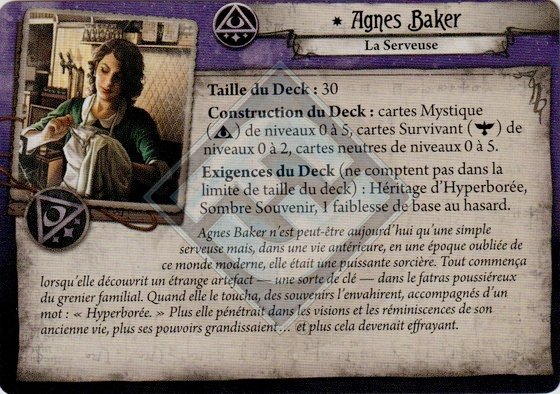 Agnes Baker
La Serveuse
Taille du Deck : 30
Construction du Deck : cartes Mystique
( ) de niveaux 0 à 5, cartes Survivant ( ) de
niveaux 0 à 2, cartes neutres de niveaux 0 à 5.
Exigences du Deck (ne comptent pas dans la
limite de taille du deck) : Héritage d'Hyperborée,
Sombre Souvenir, 1 faiblesse de base au hasard.
Agnes Baker n'est peut-être aujourd'hui qu'une simple
serveuse mais, dans une vie antérieure, en une époque oubliée de
ce monde moderne, elle était une puissante sorcière. Tout commença
lorsqu'elle découvrit un étrange artefact — une sorte de clé — dans le fatras poussiéreux
du grenier familial. Quand elle le toucha, des souvenirs l'envahirent, accompagnés d'un
mot : « Hyperborée. » Plus elle pénétrait dans les visions et les réminiscences de son
ancienne vie, plus ses pouvoirs grandissaient… et plus cela devenait effrayant.